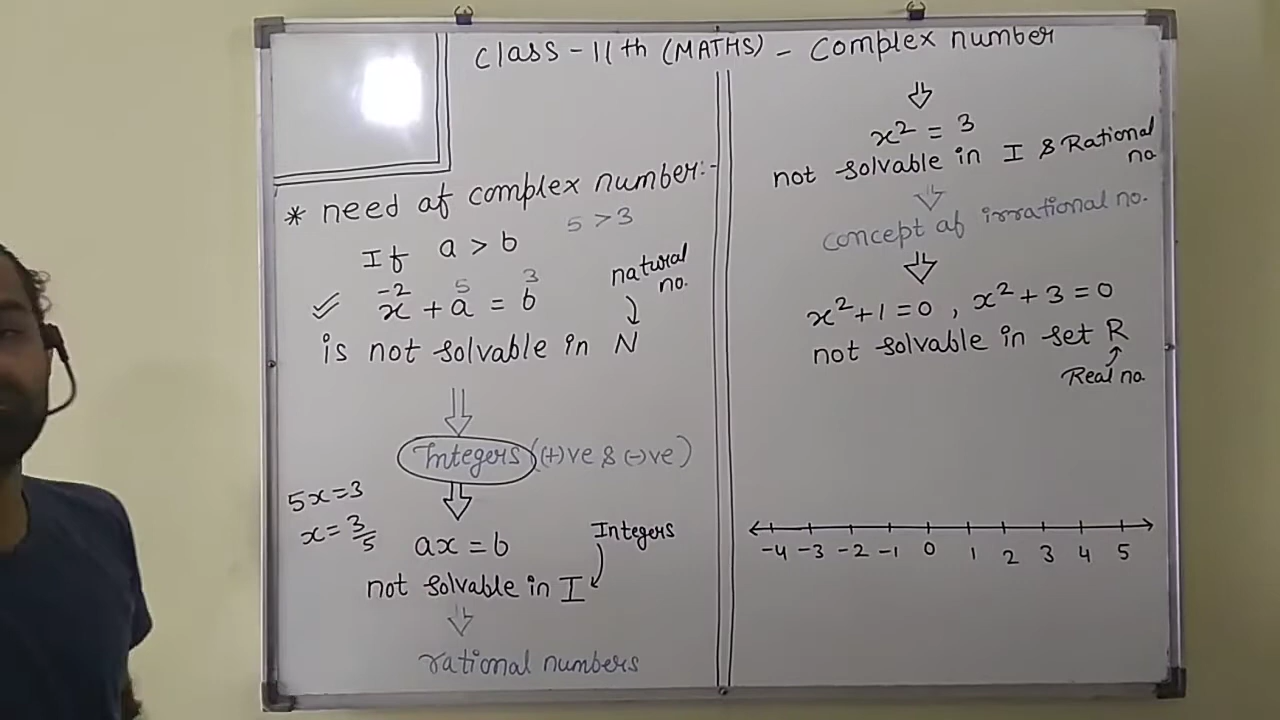 Class - 11th (MATHS) - Complex number
* need of complex number:-
5 > 3
If a > b
-2 5 3
x + a = b
natural no.
is not solvable in N
Integers (+)ve & (-)ve)
5x = 3
x = 3/5
ax = b
Integers
not solvable in I
rational numbers
x² = 3
not solvable in I & Rational no
concept of irrational no.
x² + 1 = 0 , x² + 3 = 0
not solvable in set R
Real no.
-4 -3 -2 -1 0 1 2 3 4 5